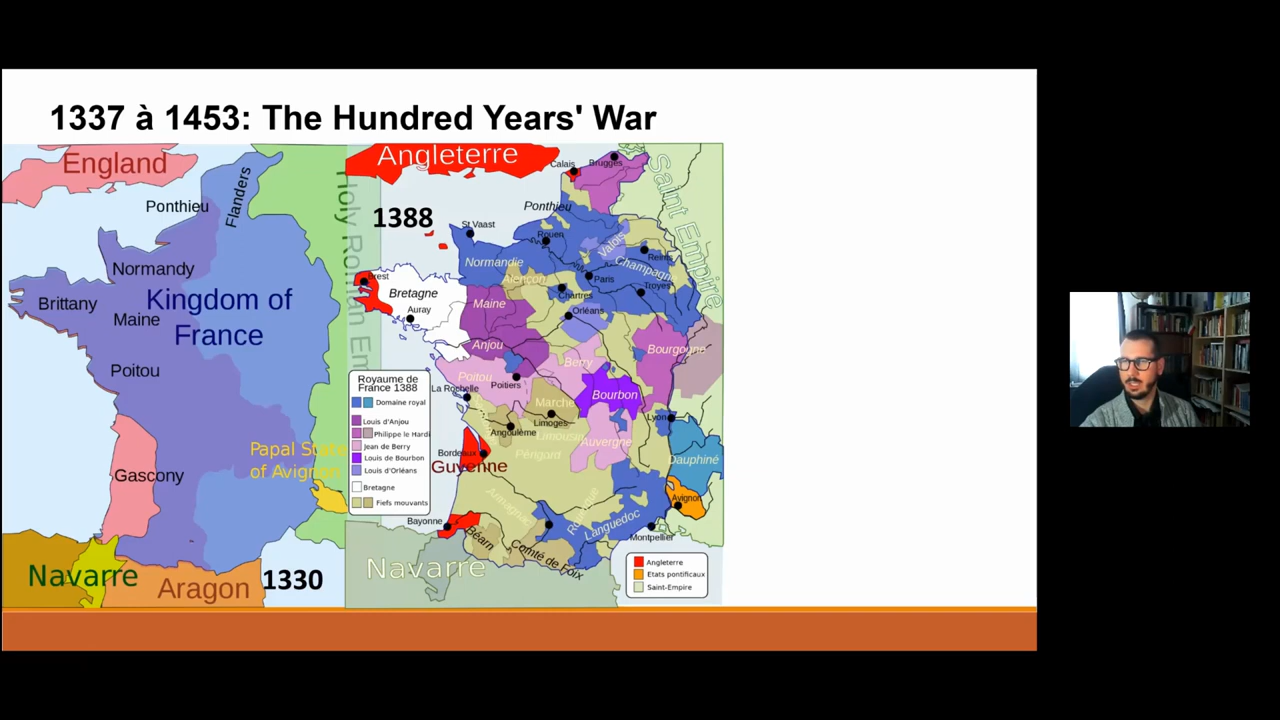 1337 à 1453: The Hundred Years' War
England
Ponthieu
Flanders
Normandy
Brittany
Maine
Kingdom of
France
Poitou
Papal State
of Avignon
Gascony
Navarre
Aragon
1330
Holy Roman Em
Angleterre
1388
Calais
Brugges
Saint Empire
Ponthieu
St Vaast
Rouen
Valois
Reims
Normandie
Champagne
Alençon
Paris
Troyes
Chartres
Brest
Bretagne
Maine
Auray
Orléans
Anjou
Berry
Bourgogne
Poitou
Poitiers
La Rochelle
Bourbon
Marche
Limoges
Lyon
Angoulême
Limousin
Auvergne
Périgord
Bordeaux
Guyenne
Dauphiné
Armagnac
Rouergue
Avignon
Languedoc
Bayonne
Béarn
Comté de Foix
Montpellier
Navarre
Royaume de
France 1388
Domaine royal
Louis d'Anjou
Philippe le Hardi
Jean de Berry
Louis de Bourbon
Louis d'Orléans
Bretagne
Fiefs mouvants
Angleterre
Etats pontificaux
Saint-Empire